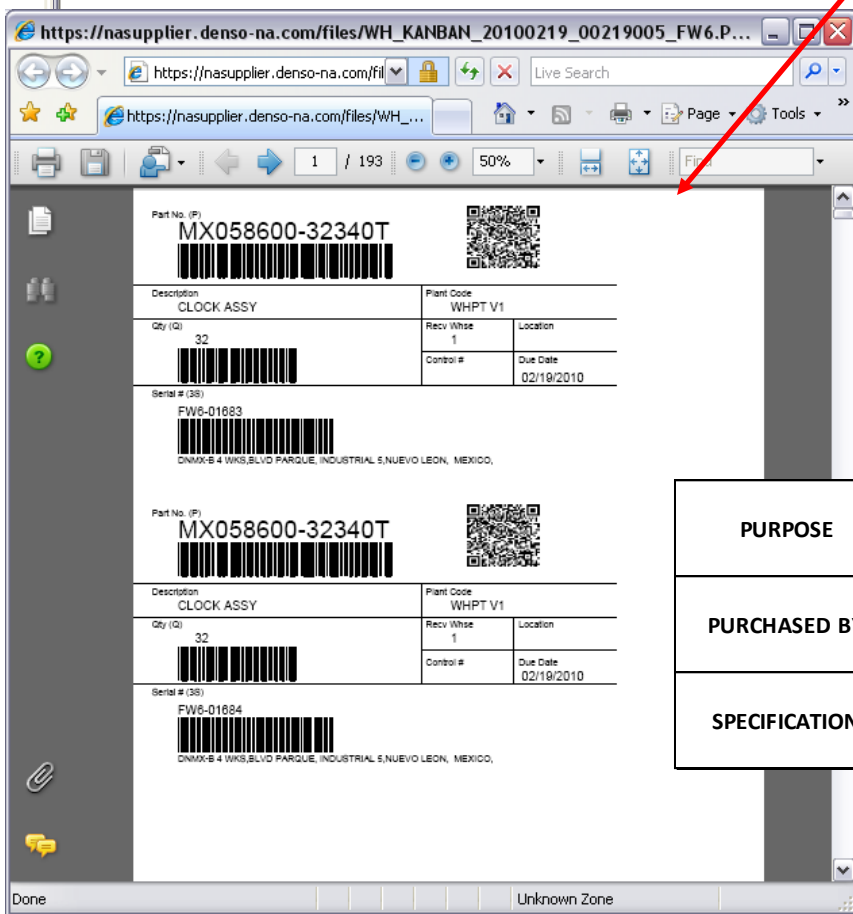 https://nasupplier.denso-na.com/files/WH_KANBAN_20100219_00219005_FW6.P...
https://nasupplier.denso-na.com/fil
Live Search
https://nasupplier.denso-na.com/files/WH_...
Page
Tools
»
1 / 193
50%
Find
Part No. (P)
MX058600-32340T
Description
CLOCK ASSY
Plant Code
WHPT V1
Qty (Q)
32
Recv Whse
1
Location
Control #
Due Date
02/19/2010
Serial # (3S)
FW6-01683
DNMX-B 4 WKS,BLVD PARQUE, INDUSTRIAL 5,NUEVO LEON, MEXICO,
Part No. (P)
MX058600-32340T
Description
CLOCK ASSY
Plant Code
WHPT V1
Qty (Q)
32
Recv Whse
1
Location
Control #
Due Date
02/19/2010
Serial # (3S)
FW6-01684
DNMX-B 4 WKS,BLVD PARQUE, INDUSTRIAL 5,NUEVO LEON, MEXICO,
PURPOSE
PURCHASED BY
SPECIFICATION
Done
Unknown Zone